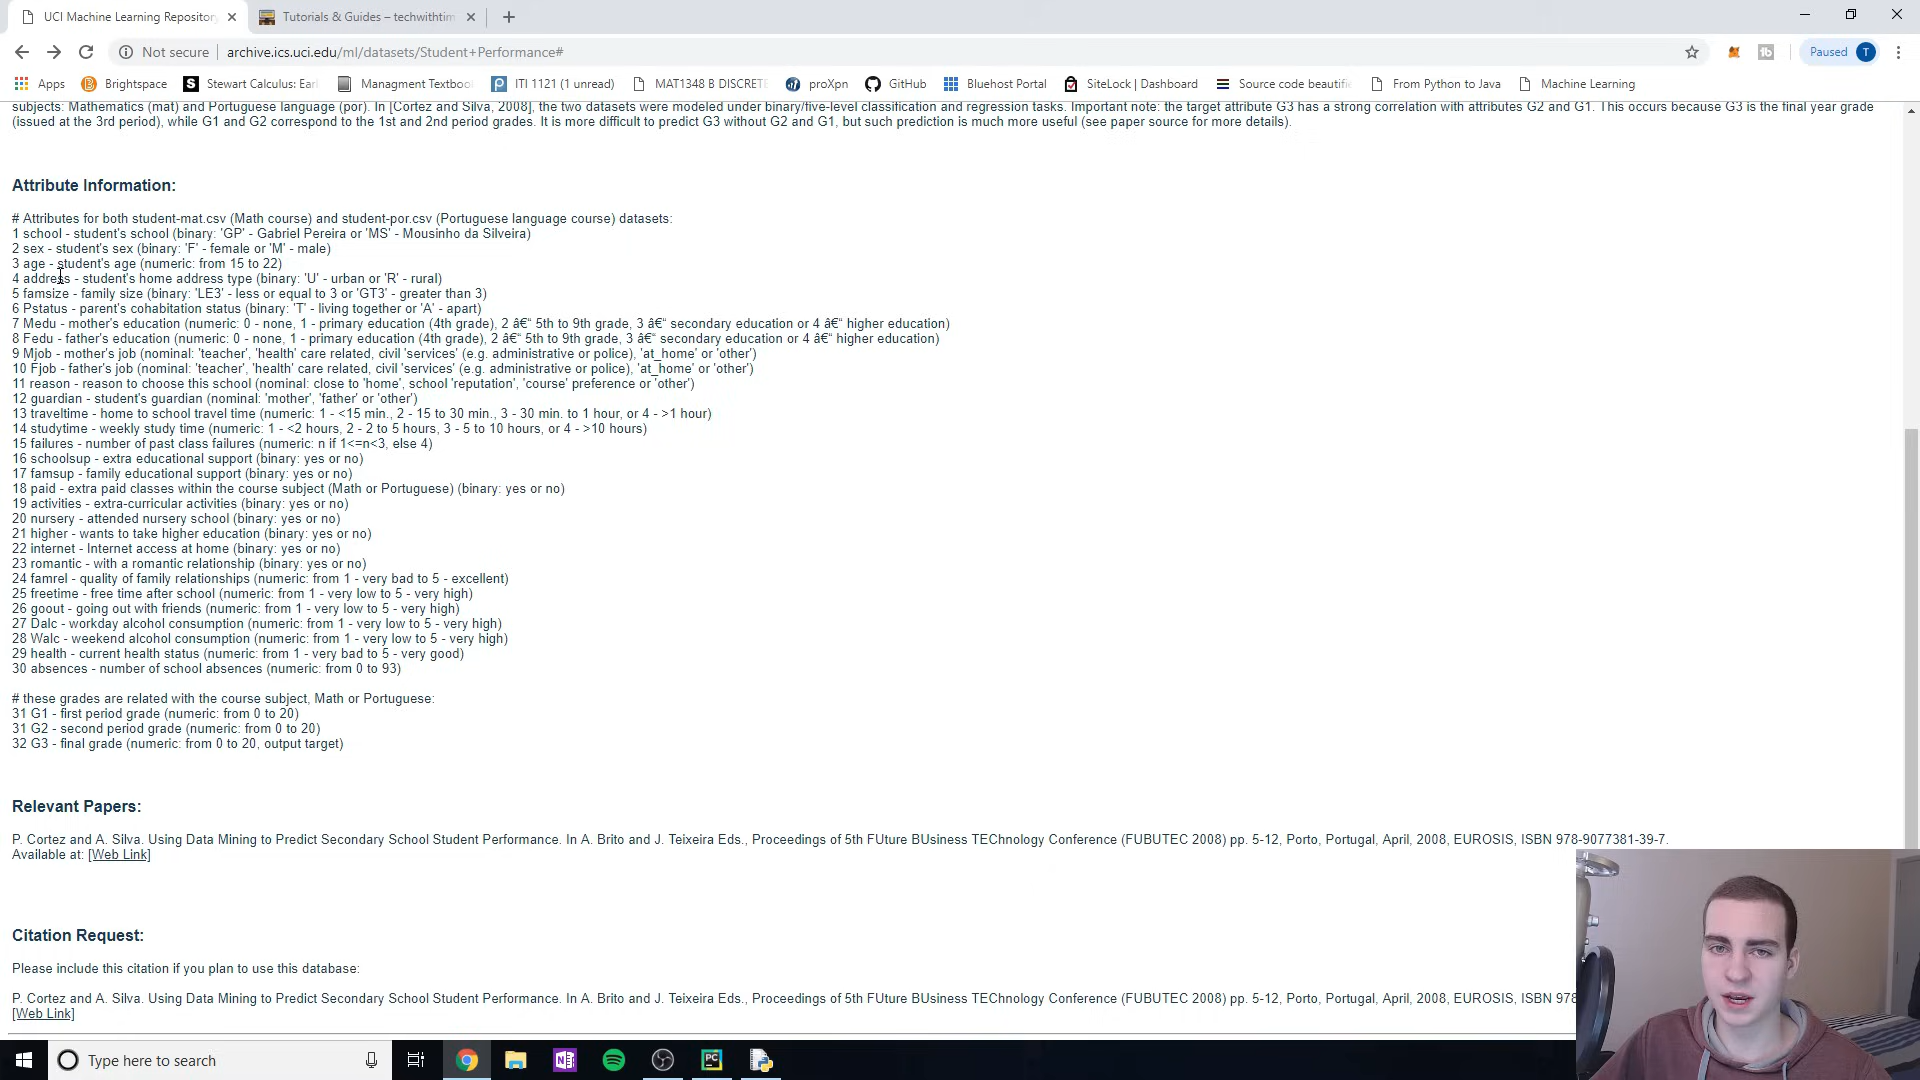 UCI Machine Learning Repository
Tutorials & Guides – techwithtim
Not secure
archive.ics.uci.edu/ml/datasets/Student+Performance#
Paused
T
Apps
Brightspace
Stewart Calculus: Earl
Managment Textboo
ITI 1121 (1 unread)
MAT1348 B DISCRETE
proXpn
GitHub
Bluehost Portal
SiteLock | Dashboard
Source code beautifi
From Python to Java
Machine Learning
subjects: Mathematics (mat) and Portuguese language (por). In [Cortez and Silva, 2008], the two datasets were modeled under binary/five-level classification and regression tasks. Important note: the target attribute G3 has a strong correlation with attributes G2 and G1. This occurs because G3 is the final year grade
(issued at the 3rd period), while G1 and G2 correspond to the 1st and 2nd period grades. It is more difficult to predict G3 without G2 and G1, but such prediction is much more useful (see paper source for more details).
Attribute Information:
# Attributes for both student-mat.csv (Math course) and student-por.csv (Portuguese language course) datasets:
1 school - student's school (binary: 'GP' - Gabriel Pereira or 'MS' - Mousinho da Silveira)
2 sex - student's sex (binary: 'F' - female or 'M' - male)
3 age - student's age (numeric: from 15 to 22)
4 address - student's home address type (binary: 'U' - urban or 'R' - rural)
5 famsize - family size (binary: 'LE3' - less or equal to 3 or 'GT3' - greater than 3)
6 Pstatus - parent's cohabitation status (binary: 'T' - living together or 'A' - apart)
7 Medu - mother's education (numeric: 0 - none, 1 - primary education (4th grade), 2 â€“ 5th to 9th grade, 3 â€“ secondary education or 4 â€“ higher education)
8 Fedu - father's education (numeric: 0 - none, 1 - primary education (4th grade), 2 â€“ 5th to 9th grade, 3 â€“ secondary education or 4 â€“ higher education)
9 Mjob - mother's job (nominal: 'teacher', 'health' care related, civil 'services' (e.g. administrative or police), 'at_home' or 'other')
10 Fjob - father's job (nominal: 'teacher', 'health' care related, civil 'services' (e.g. administrative or police), 'at_home' or 'other')
11 reason - reason to choose this school (nominal: close to 'home', school 'reputation', 'course' preference or 'other')
12 guardian - student's guardian (nominal: 'mother', 'father' or 'other')
13 traveltime - home to school travel time (numeric: 1 - <15 min., 2 - 15 to 30 min., 3 - 30 min. to 1 hour, or 4 - >1 hour)
14 studytime - weekly study time (numeric: 1 - <2 hours, 2 - 2 to 5 hours, 3 - 5 to 10 hours, or 4 - >10 hours)
15 failures - number of past class failures (numeric: n if 1<=n<3, else 4)
16 schoolsup - extra educational support (binary: yes or no)
17 famsup - family educational support (binary: yes or no)
18 paid - extra paid classes within the course subject (Math or Portuguese) (binary: yes or no)
19 activities - extra-curricular activities (binary: yes or no)
20 nursery - attended nursery school (binary: yes or no)
21 higher - wants to take higher education (binary: yes or no)
22 internet - Internet access at home (binary: yes or no)
23 romantic - with a romantic relationship (binary: yes or no)
24 famrel - quality of family relationships (numeric: from 1 - very bad to 5 - excellent)
25 freetime - free time after school (numeric: from 1 - very low to 5 - very high)
26 goout - going out with friends (numeric: from 1 - very low to 5 - very high)
27 Dalc - workday alcohol consumption (numeric: from 1 - very low to 5 - very high)
28 Walc - weekend alcohol consumption (numeric: from 1 - very low to 5 - very high)
29 health - current health status (numeric: from 1 - very bad to 5 - very good)
30 absences - number of school absences (numeric: from 0 to 93)
# these grades are related with the course subject, Math or Portuguese:
31 G1 - first period grade (numeric: from 0 to 20)
31 G2 - second period grade (numeric: from 0 to 20)
32 G3 - final grade (numeric: from 0 to 20, output target)
Relevant Papers:
P. Cortez and A. Silva. Using Data Mining to Predict Secondary School Student Performance. In A. Brito and J. Teixeira Eds., Proceedings of 5th FUture BUsiness TEChnology Conference (FUBUTEC 2008) pp. 5-12, Porto, Portugal, April, 2008, EUROSIS, ISBN 978-9077381-39-7.
Available at: [Web Link]
Citation Request:
Please include this citation if you plan to use this database:
P. Cortez and A. Silva. Using Data Mining to Predict Secondary School Student Performance. In A. Brito and J. Teixeira Eds., Proceedings of 5th FUture BUsiness TEChnology Conference (FUBUTEC 2008) pp. 5-12, Porto, Portugal, April, 2008, EUROSIS, ISBN 978
[Web Link]
Type here to search